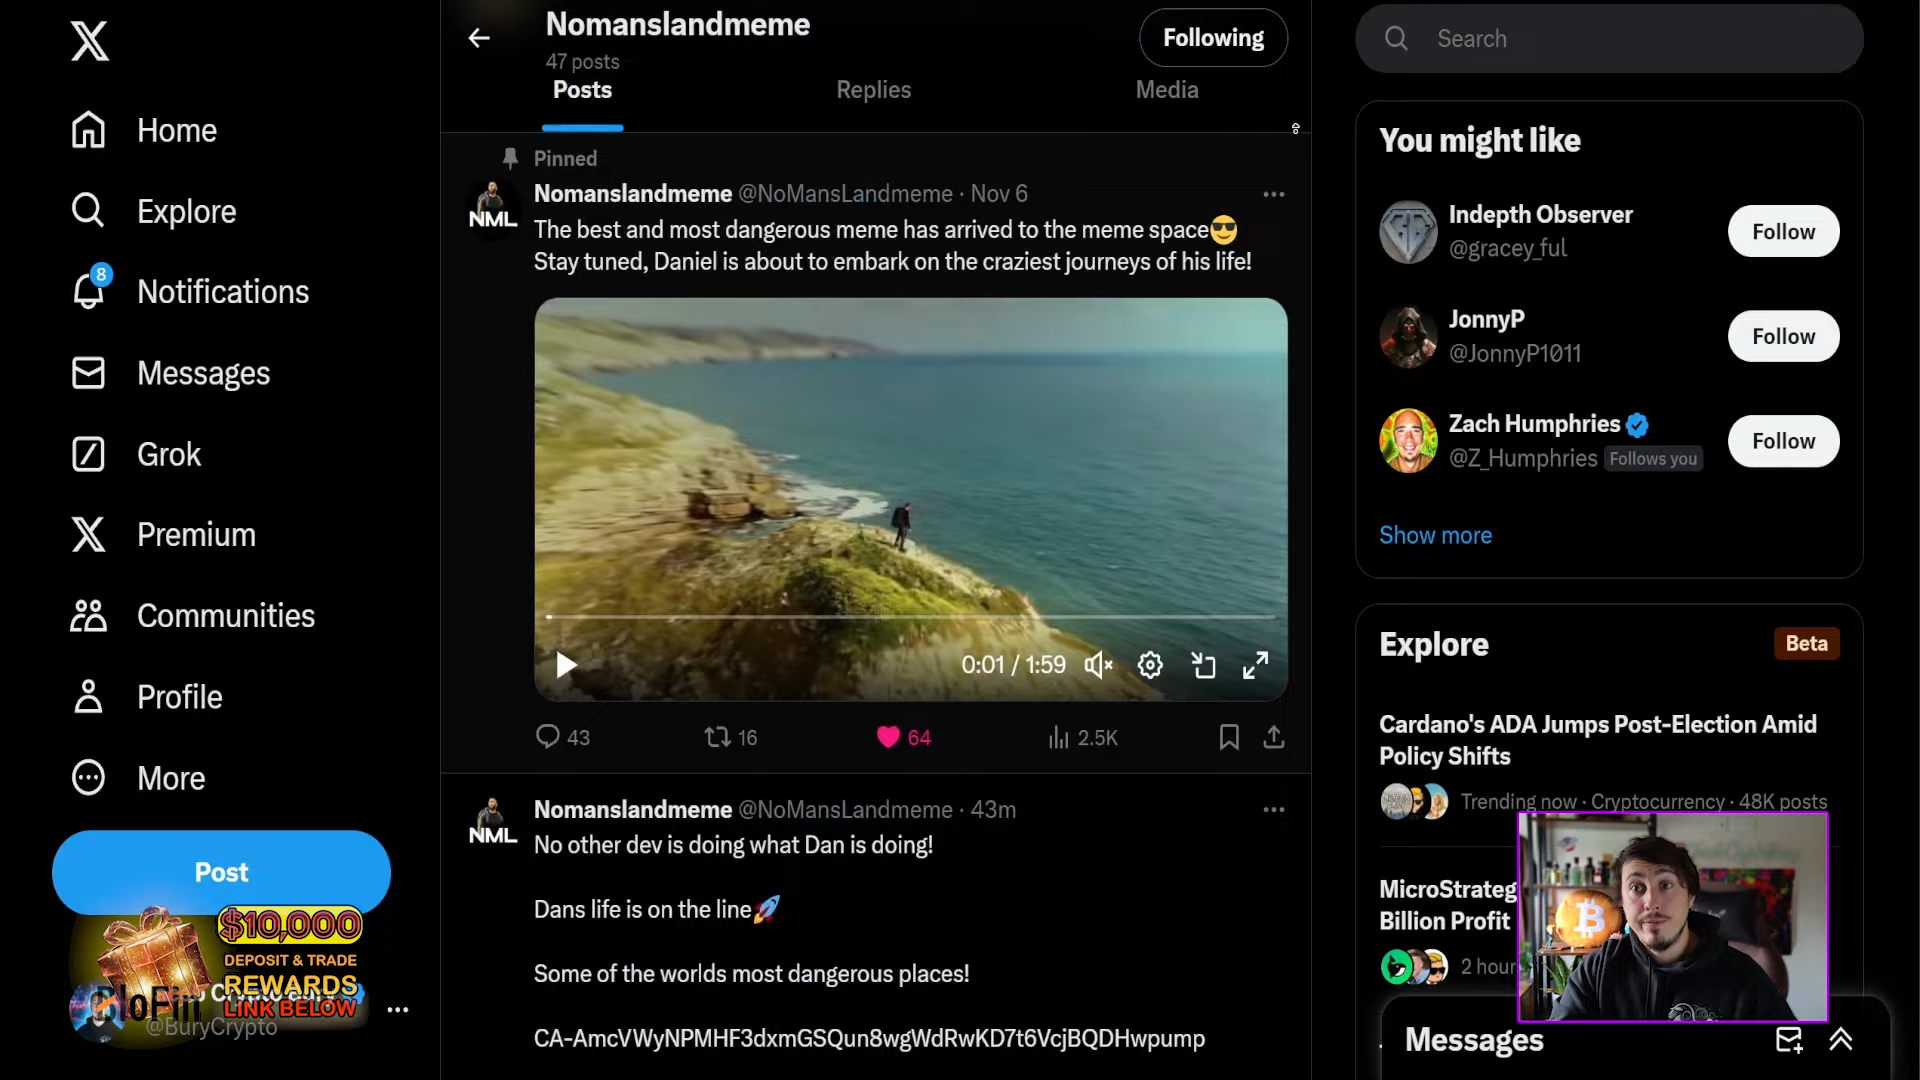 Home
Explore
8
Notifications
Messages
Grok
Premium
Communities
Profile
More
Post
$10,000
DEPOSIT & TRADE
REWARDS
LINK BELOW
BloFin
@BuryCrypto
Nomanslandmeme
47 posts
Following
Posts
Replies
Media
Pinned
Nomanslandmeme @NoMansLandmeme · Nov 6
NML
The best and most dangerous meme has arrived to the meme space😎
Stay tuned, Daniel is about to embark on the craziest journeys of his life!
0:01 / 1:59
43
16
64
2.5K
Nomanslandmeme @NoMansLandmeme · 43m
NML
No other dev is doing what Dan is doing!
Dans life is on the line🚀
Some of the worlds most dangerous places!
CA-AmcVWyNPMHF3dxmGSQun8wgWdRwKD7t6VcjBQDHwpump
Search
You might like
Indepth Observer
@gracey_ful
Follow
JonnyP
@JonnyP1011
Follow
Zach Humphries
@Z_Humphries Follows you
Follow
Show more
Explore
Beta
Cardano's ADA Jumps Post-Election Amid
Policy Shifts
Trending now · Cryptocurrency · 48K posts
MicroStrateg
Billion Profit
2 hour
Messages